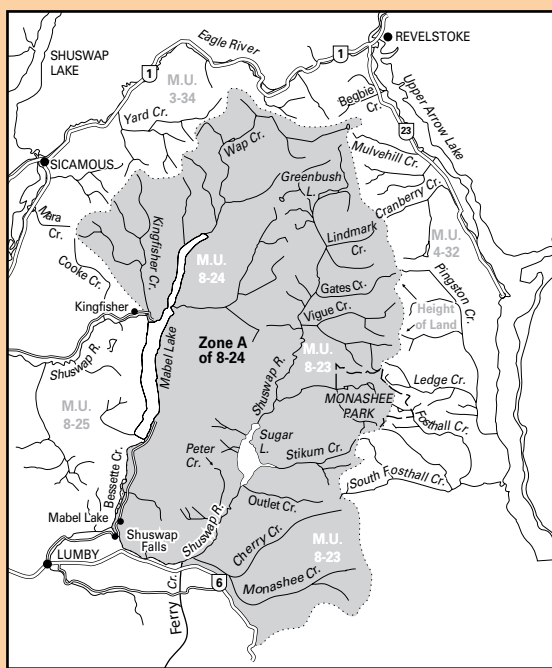 REVELSTOKE
SHUSWAP
LAKE
Eagle River
1
1
M.U.
3-34
Begbie
Cr.
Upper Arrow Lake
Yard Cr.
23
Wap Cr.
Mulvehill Cr.
SICAMOUS
Greenbush
L.
Cranberry Cr.
Mara
Cr.
Kingfisher Cr.
Lindmark
Cr.
M.U.
4-32
Cooke Cr.
M.U.
8-24
Pingston Cr.
Gates Cr.
Kingfisher
Vigue Cr.
Height
of Land
Mabel Lake
Zone A
of 8-24
Shuswap R.
Shuswap R.
M.U.
8-23
Ledge Cr.
M.U.
8-25
MONASHEE
PARK
Fosthall Cr.
Sugar
L.
Peter
Cr.
Stikum Cr.
South Fosthall Cr.
Bessette Cr.
Outlet Cr.
Mabel Lake
Shuswap
Falls
Shuswap R.
Cherry Cr.
M.U.
8-23
LUMBY
6
Monashee Cr.
Ferry Cr.